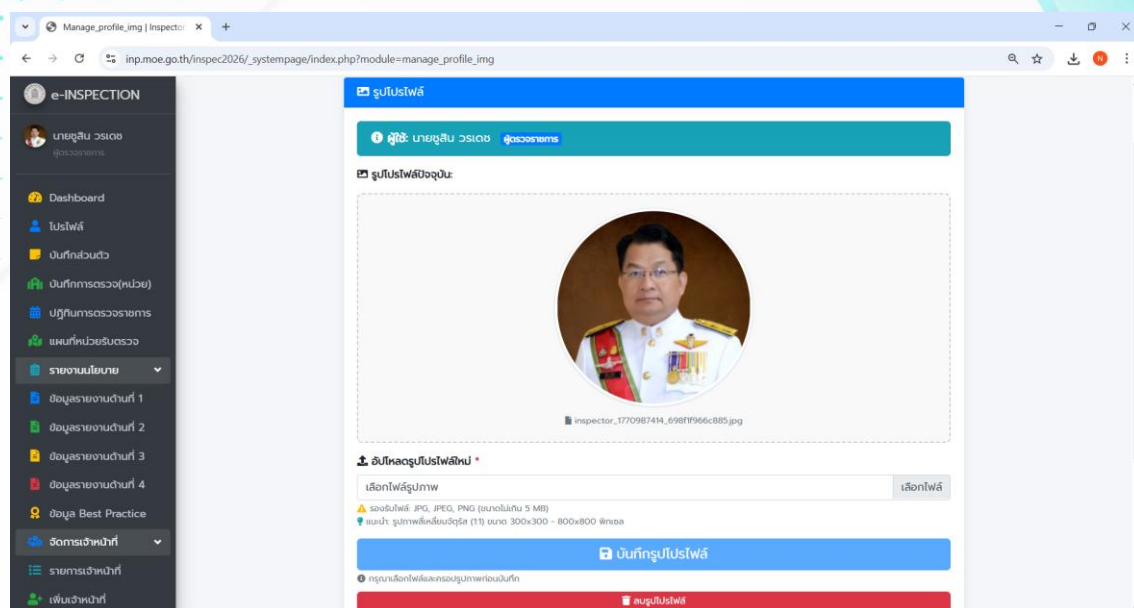 Manage_profile_img | Inspector
inp.moe.go.th/inspec2026/_systempage/index.php?module=manage_profile_img
N
e-INSPECTION
นายชูสิน วรเดช
ผู้ตรวจราชการ
Dashboard
โปรไฟล์
บันทึกส่วนตัว
บันทึกการตรวจ(หน่วย)
ปฏิทินการตรวจราชการ
แผนที่หน่วยรับตรวจ
รายงานนโยบาย
ข้อมูลรายงานด้านที่ 1
ข้อมูลรายงานด้านที่ 2
ข้อมูลรายงานด้านที่ 3
ข้อมูลรายงานด้านที่ 4
ข้อมูล Best Practice
จัดการเจ้าหน้าที่
รายการเจ้าหน้าที่
เพิ่มเจ้าหน้าที่
รูปโปรไฟล์
ผู้ใช้: นายชูสิน วรเดช ผู้ตรวจราชการ
รูปโปรไฟล์ปัจจุบัน:
inspector_1770987414_698f1f966c885.jpg
อัปโหลดรูปโปรไฟล์ใหม่ *
เลือกไฟล์รูปภาพ เลือกไฟล์
รองรับไฟล์: JPG, JPEG, PNG (ขนาดไม่เกิน 5 MB)
แนะนำ: รูปภาพสี่เหลี่ยมจัตุรัส (1:1) ขนาด 300x300 - 800x800 พิกเซล
บันทึกรูปโปรไฟล์
กรุณาเลือกไฟล์และครอปรูปภาพก่อนบันทึก
ลบรูปโปรไฟล์